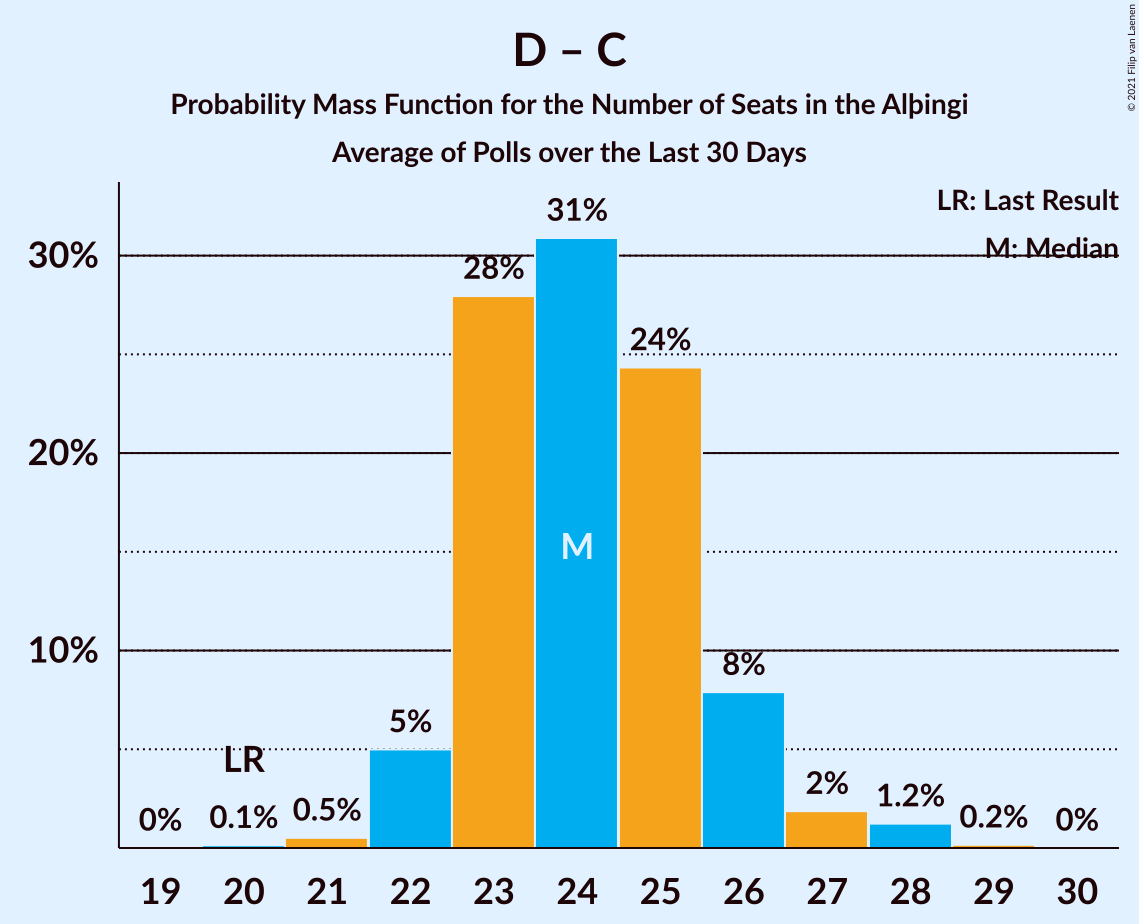 D – C
Probability Mass Function for the Number of Seats in the Alþingi
Average of Polls over the Last 30 Days
© 2021 Filip van Laenen
LR: Last Result
M: Median
30%
20%
10%
0%
0.1%
0.5%
5%
28%
31%
24%
8%
2%
1.2%
0.2%
0%
LR
M
19 20 21 22 23 24 25 26 27 28 29 30